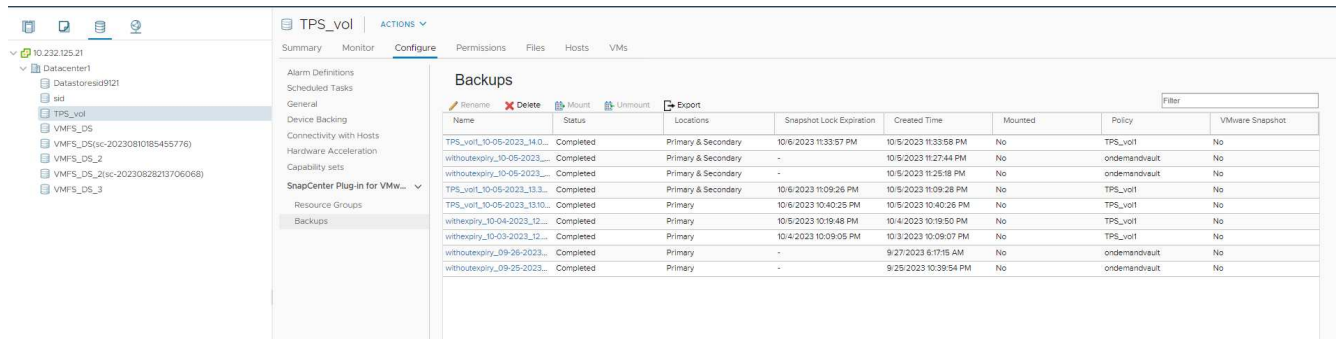 TPS_vol ACTIONS
Summary Monitor Configure Permissions Files Hosts VMs
10.232.125.21
Datacenter1
Datastoresid9121
sid
TPS_vol
VMFS_DS
VMFS_DS(sc-20230810185455776)
VMFS_DS_2
VMFS_DS_2(sc-20230828213706068)
VMFS_DS_3
Alarm Definitions
Scheduled Tasks
General
Device Backing
Connectivity with Hosts
Hardware Acceleration
Capability sets
SnapCenter Plug-in for VMw...
Resource Groups
Backups
Backups
Rename Delete Mount Unmount Export Filter
Name Status Locations Snapshot Lock Expiration Created Time Mounted Policy VMware Snapshot
TPS_vol1_10-05-2023_14.0... Completed Primary & Secondary 10/6/2023 11:33:57 PM 10/5/2023 11:33:58 PM No TPS_vol1 No
withoutexpiry_10-05-2023_... Completed Primary & Secondary - 10/5/2023 11:27:44 PM No ondemandvault No
withoutexpiry_10-05-2023_... Completed Primary & Secondary - 10/5/2023 11:25:18 PM No ondemandvault No
TPS_vol1_10-05-2023_13.3... Completed Primary & Secondary 10/6/2023 11:09:26 PM 10/5/2023 11:09:28 PM No TPS_vol1 No
TPS_vol1_10-05-2023_13.10... Completed Primary 10/6/2023 10:40:25 PM 10/5/2023 10:40:26 PM No TPS_vol1 No
withexpiry_10-04-2023_12.... Completed Primary 10/5/2023 10:19:48 PM 10/4/2023 10:19:50 PM No TPS_vol1 No
withexpiry_10-03-2023_12.... Completed Primary 10/4/2023 10:09:05 PM 10/3/2023 10:09:07 PM No TPS_vol1 No
withoutexpiry_09-26-2023... Completed Primary - 9/27/2023 6:17:15 AM No ondemandvault No
withoutexpiry_09-25-2023... Completed Primary - 9/25/2023 10:39:54 PM No ondemandvault No